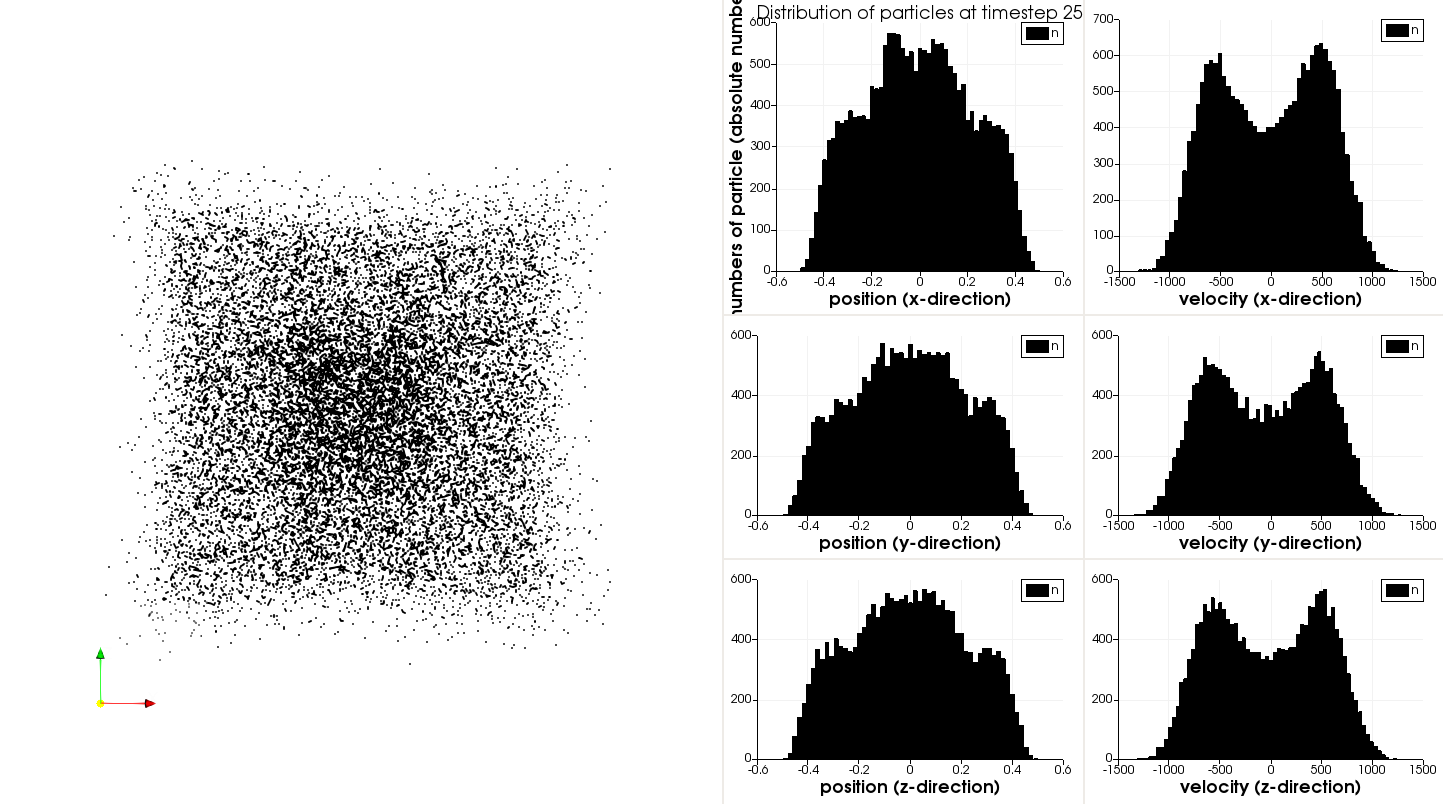 Distribution of particles at timestep 25
numbers of particle (absolute numbe
600
500
400
300
200
100
0
-0.6 -0.4 -0.2 0 0.2 0.4 0.6
position (x-direction)
n
700
600
500
400
300
200
100
0
-1500 -1000 -500 0 500 1000 1500
velocity (x-direction)
n
600
400
200
0
-0.6 -0.4 -0.2 0 0.2 0.4 0.6
position (y-direction)
n
600
400
200
0
-1500 -1000 -500 0 500 1000 1500
velocity (y-direction)
n
600
400
200
0
-0.6 -0.4 -0.2 0 0.2 0.4 0.6
position (z-direction)
n
600
400
200
0
-1500 -1000 -500 0 500 1000 1500
velocity (z-direction)
n